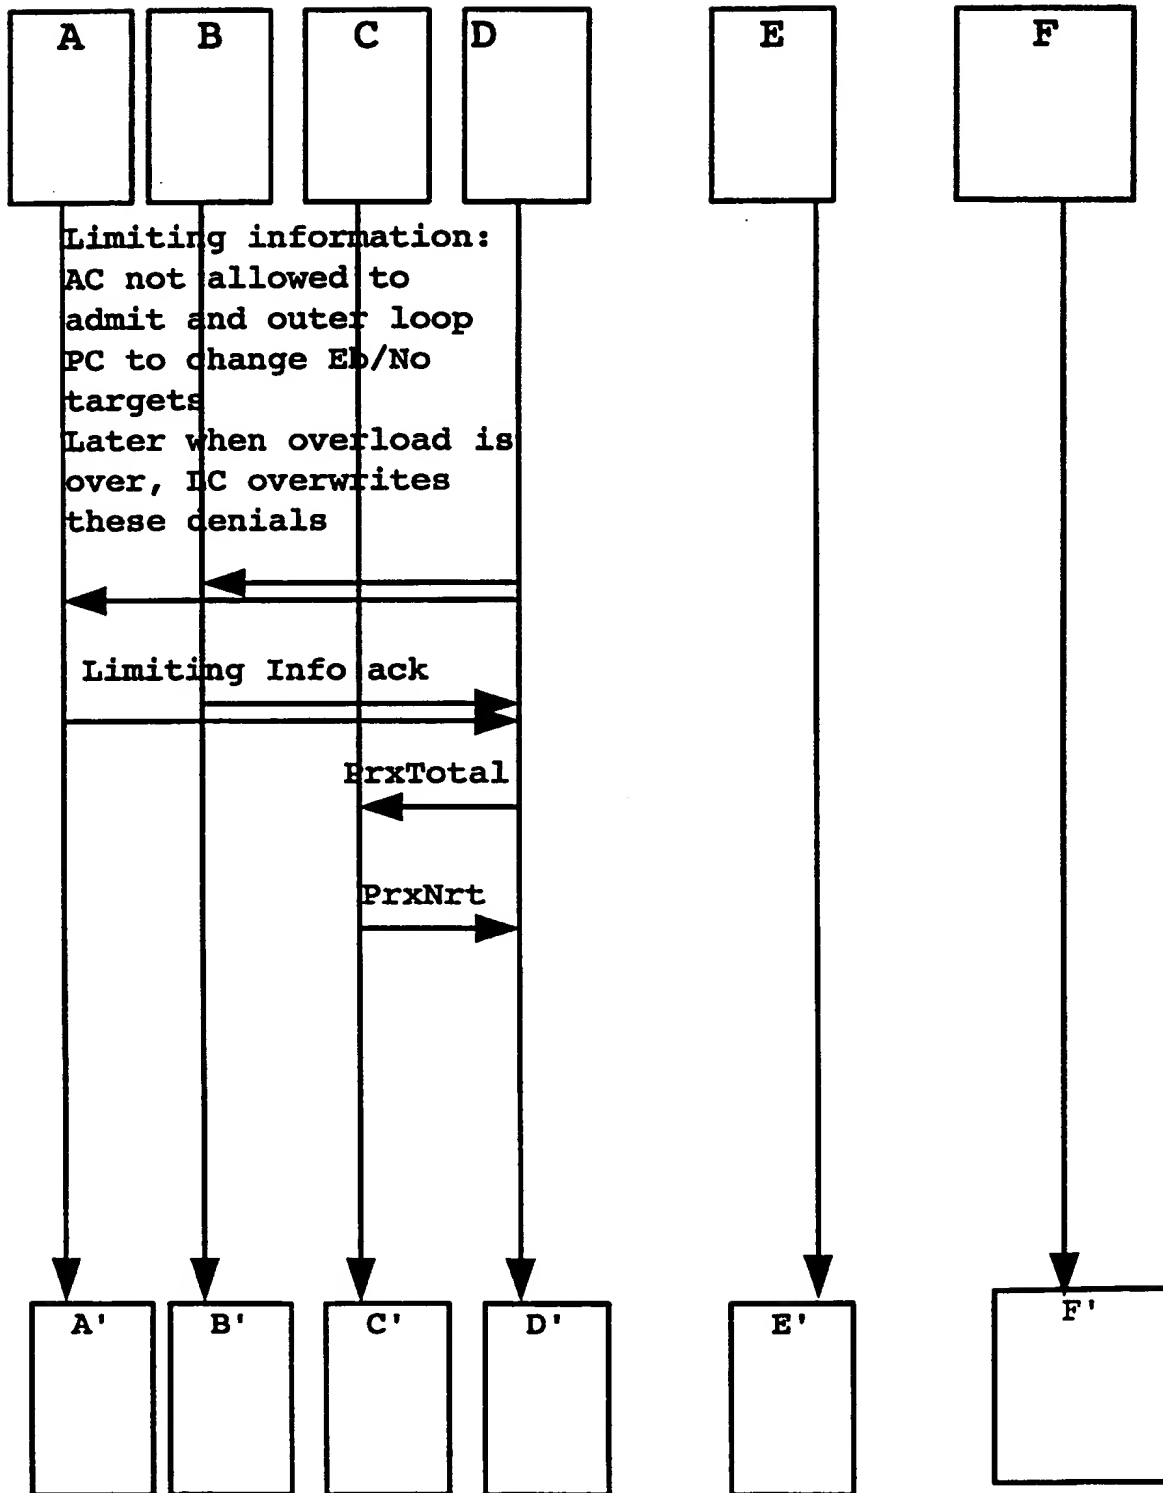 A B C D E F
Limiting information:
AC not allowed to
admit and outer loop
PC to change Eb/No
targets
Later when overload is
over, LC overwrites
these denials
Limiting Info ack
PrxTotal
PrxNrt
A' B' C' D' E' F'